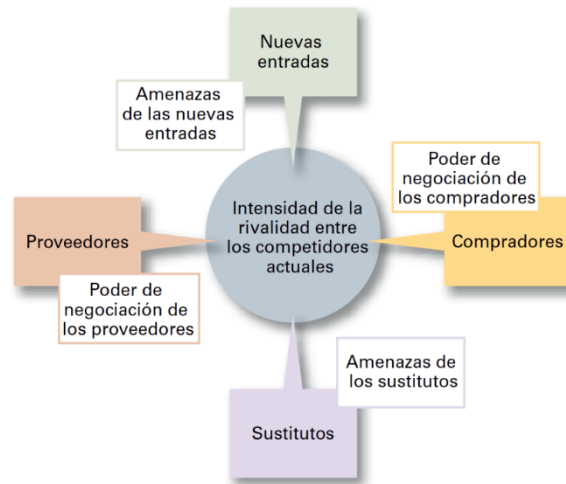 Nuevas
entradas
Amenazas
de las nuevas
entradas
Poder de
negociación de
los compradores
Intensidad de la
rivalidad entre
los competidores
actuales
Proveedores
Compradores
Poder de
negociación de
los proveedores
Amenazas de
los sustitutos
Sustitutos